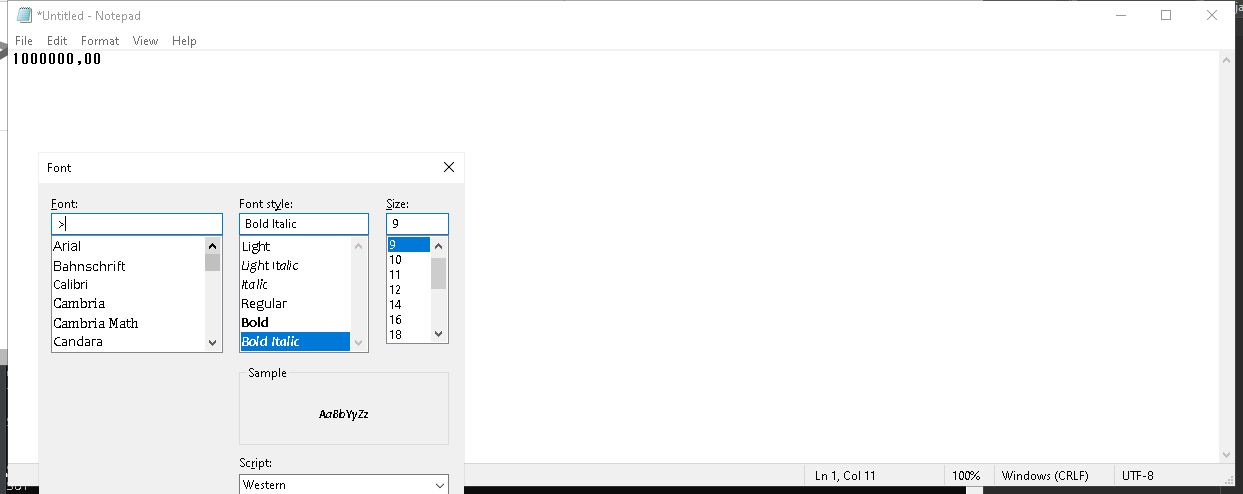 *Untitled - Notepad
File Edit Format View Help
1000000,00
Font
Font: Font style: Size:
> Bold Italic 9
Arial Light 9
Bahnschrift Light Italic 10
Calibri Italic 11
Cambria Regular 12
Cambria Math Bold 14
Candara Bold Italic 16
18
Sample
AaBbYyZz
Script:
Western
Ln 1, Col 11 100% Windows (CRLF) UTF-8